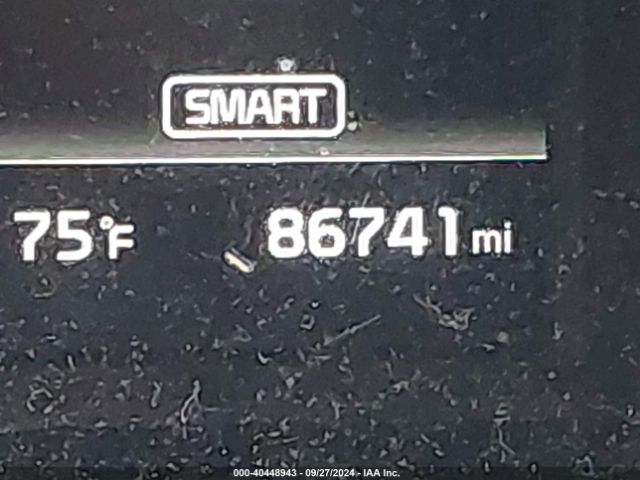 SMART
75°F 86741 mi
000-40448943 - 09/27/2024 - IAA Inc.